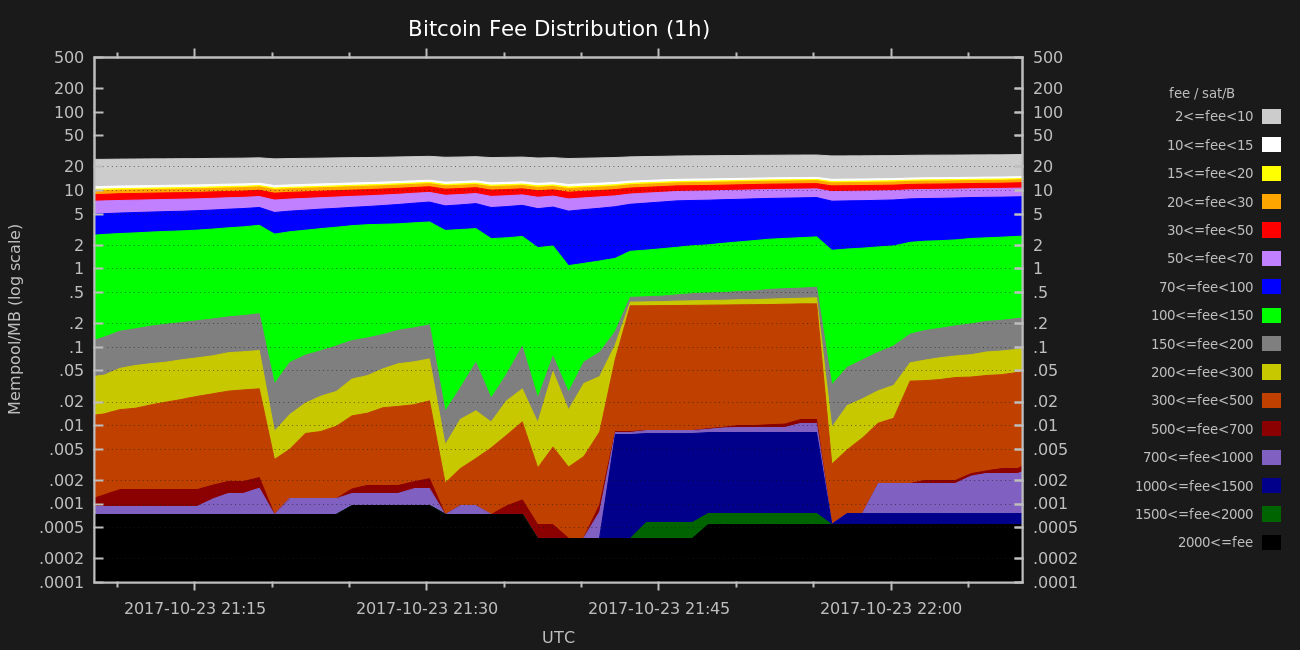 Bitcoin Fee Distribution (1h)
Mempool/MB (log scale)
500
200
100
50
20
10
5
2
1
.5
.2
.1
.05
.02
.01
.005
.002
.001
.0005
.0002
.0001
500
200
100
50
20
10
5
2
1
.5
.2
.1
.05
.02
.01
.005
.002
.001
.0005
.0002
.0001
2017-10-23 21:15
2017-10-23 21:30
2017-10-23 21:45
2017-10-23 22:00
UTC
fee / sat/B
2<=fee<10
10<=fee<15
15<=fee<20
20<=fee<30
30<=fee<50
50<=fee<70
70<=fee<100
100<=fee<150
150<=fee<200
200<=fee<300
300<=fee<500
500<=fee<700
700<=fee<1000
1000<=fee<1500
1500<=fee<2000
2000<=fee